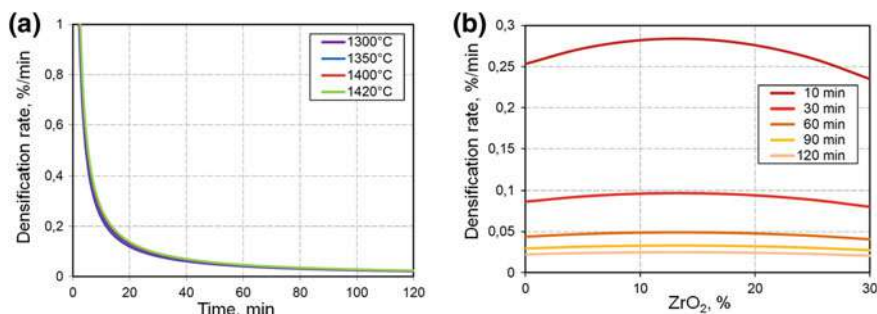 (a)
Densification rate, %/min
1
0,8
0,6
0,4
0,2
0
0 20 40 60 80 100 120
Time, min
1300°C
1350°C
1400°C
1420°C
(b)
Densification rate, %/min
0,3
0,25
0,2
0,15
0,1
0,05
0
0 10 20 30
ZrO₂, %
10 min
30 min
60 min
90 min
120 min